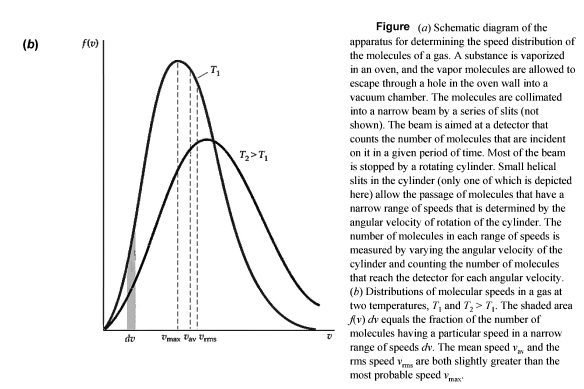 (b)
f(v)
T₁
T₂ > T₁
dv
vmax vav vrms
v
Figure (a) Schematic diagram of the
apparatus for determining the speed distribution of
the molecules of a gas. A substance is vaporized
in an oven, and the vapor molecules are allowed to
escape through a hole in the oven wall into a
vacuum chamber. The molecules are collimated
into a narrow beam by a series of slits (not
shown). The beam is aimed at a detector that
counts the number of molecules that are incident
on it in a given period of time. Most of the beam
is stopped by a rotating cylinder. Small helical
slits in the cylinder (only one of which is depicted
here) allow the passage of molecules that have a
narrow range of speeds that is determined by the
angular velocity of rotation of the cylinder. The
number of molecules in each range of speeds is
measured by varying the angular velocity of the
cylinder and counting the number of molecules
that reach the detector for each angular velocity.
(b) Distributions of molecular speeds in a gas at
two temperatures, T₁ and T₂ > T₁. The shaded area
f(v) dv equals the fraction of the number of
molecules having a particular speed in a narrow
range of speeds dv. The mean speed vav and the
rms speed vrms are both slightly greater than the
most probable speed vmax.